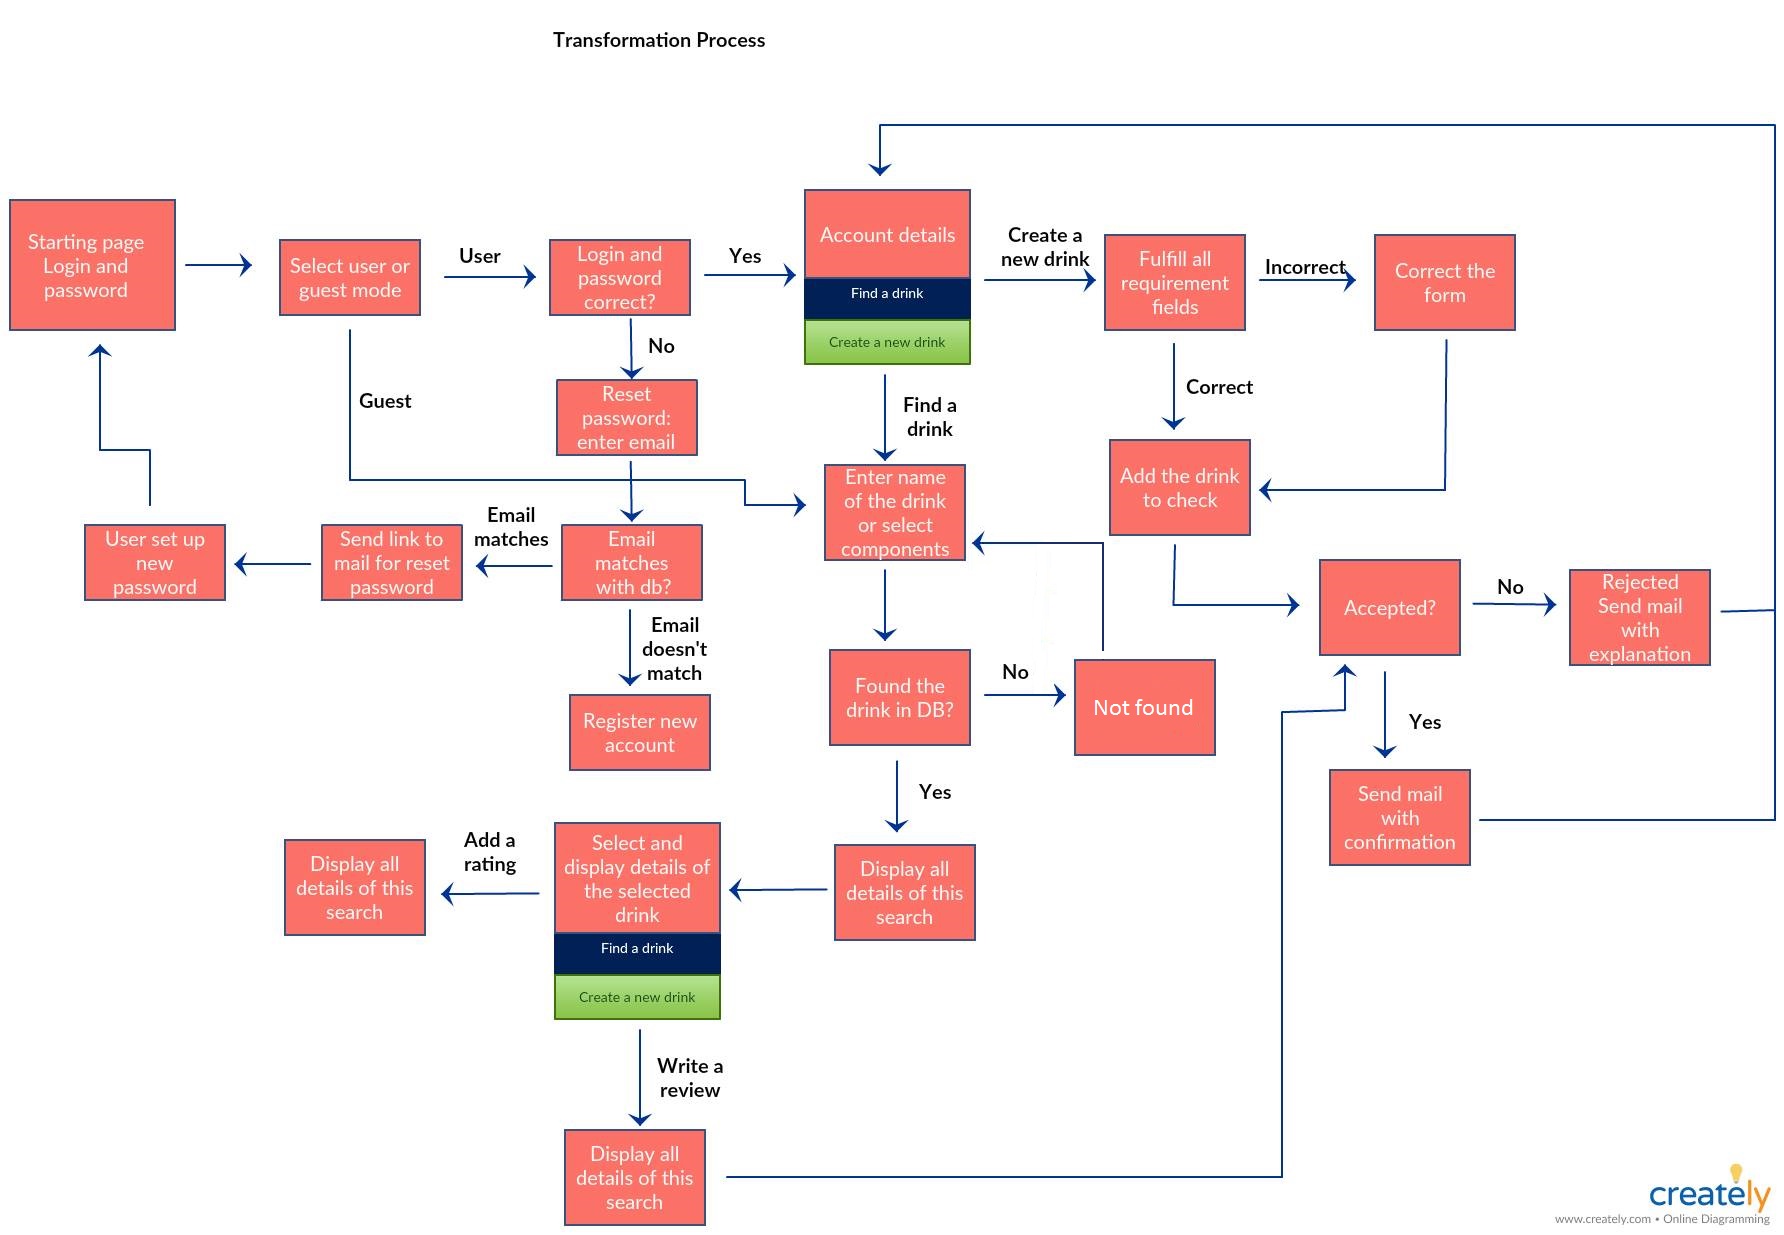 Transformation Process
Starting page
Login and
password
Select user or
guest mode
User
Login and
password
correct?
Yes
Account details
Find a drink
Create a new drink
Create a
new drink
Fulfill all
requirement
fields
Incorrect
Correct the
form
No
Guest
Reset
password:
enter email
Find a
drink
Correct
Add the drink
to check
Enter name
of the drink
or select
components
User set up
new
password
Send link to
mail for reset
password
Email
matches
Email
matches
with db?
Email
doesn't
match
Register new
account
Found the
drink in DB?
No
Not found
Accepted?
No
Rejected
Send mail
with
explanation
Yes
Send mail
with
confirmation
Yes
Display all
details of this
search
Select and
display details of
the selected
drink
Find a drink
Create a new drink
Add a
rating
Display all
details of this
search
Write a
review
Display all
details of this
search
creately
www.creately.com • Online Diagramming